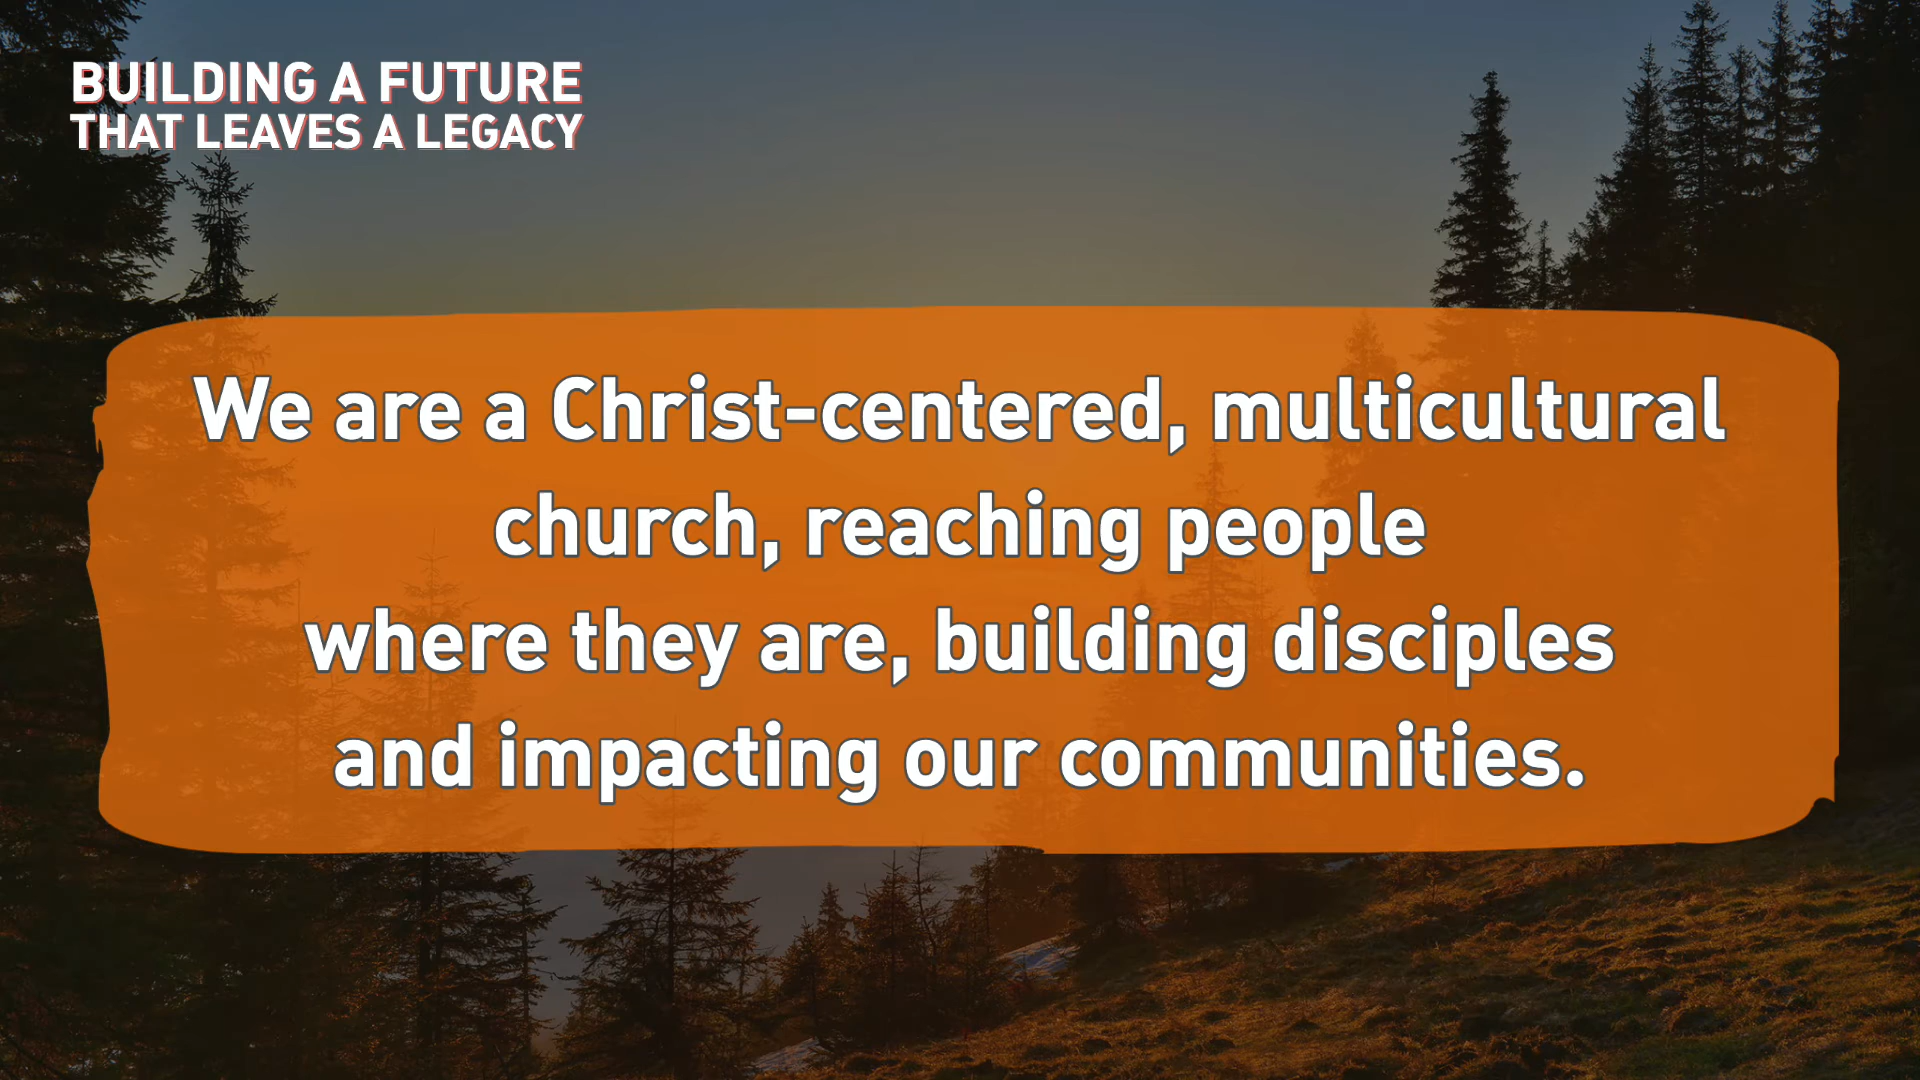 BUILDING A FUTURE
THAT LEAVES A LEGACY
We are a Christ-centered, multicultural
church, reaching people
where they are, building disciples
and impacting our communities.